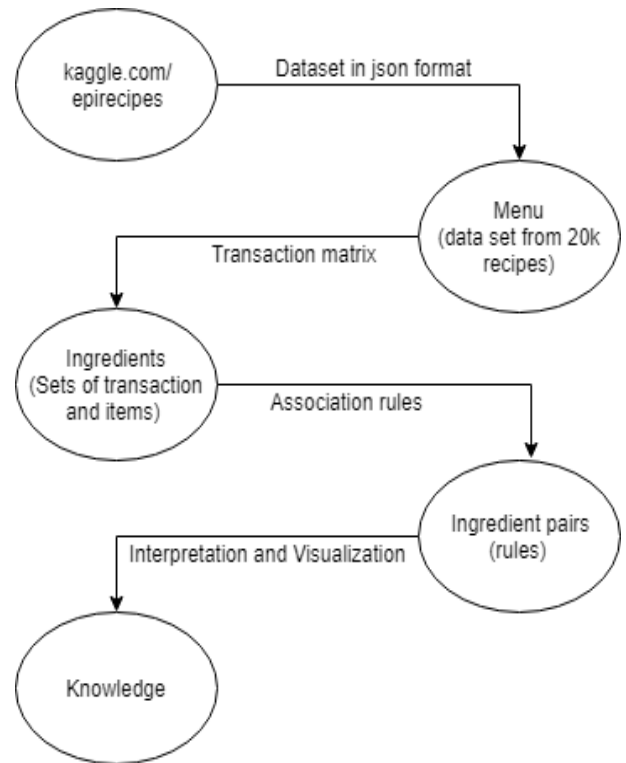 kaggle.com/
epirecipes
Dataset in json format
Menu
(data set from 20k
recipes)
Transaction matrix
Ingredients
(Sets of transaction
and items)
Association rules
Ingredient pairs
(rules)
Interpretation and Visualization
Knowledge